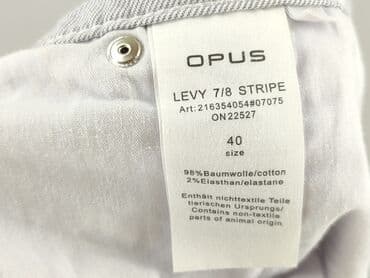 OPUS
LEVY 7/8 STRIPE
Art:216354054#07075
ON22527
40
size
98%Baumwolle/cotton
2%Elasthan/elastane
Enthält nichttextile Teile
tierischen Ursprungs/
Contains non-textile
parts of animal origin.